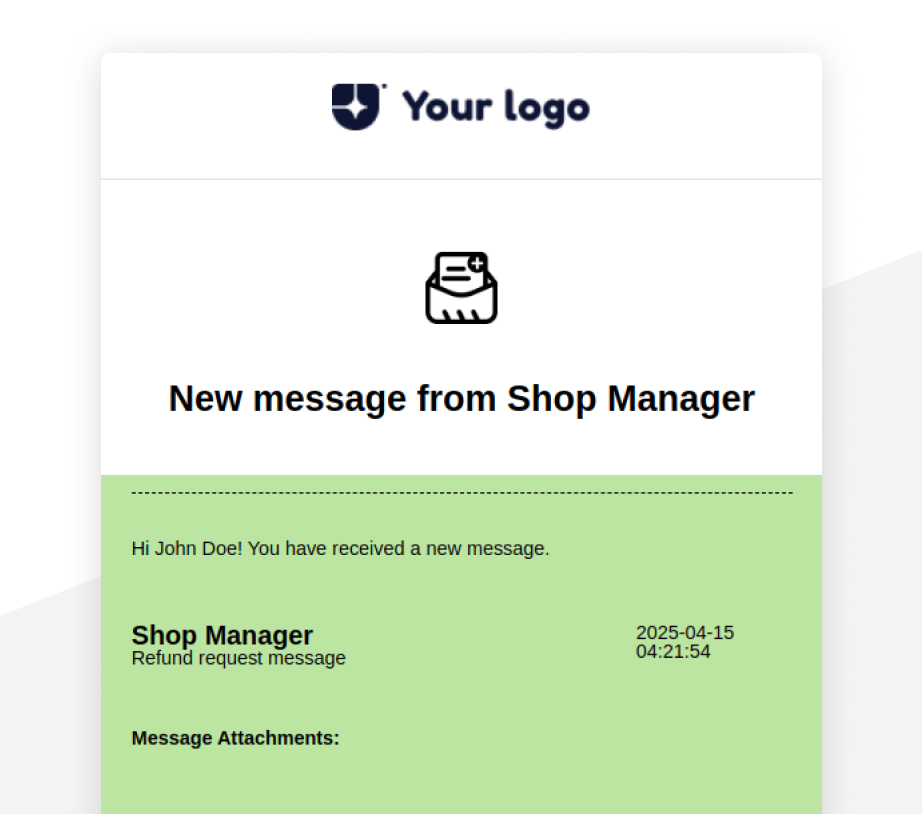 Your logo
New message from Shop Manager
Hi John Doe! You have received a new message.
Shop Manager
Refund request message
2025-04-15
04:21:54
Message Attachments: